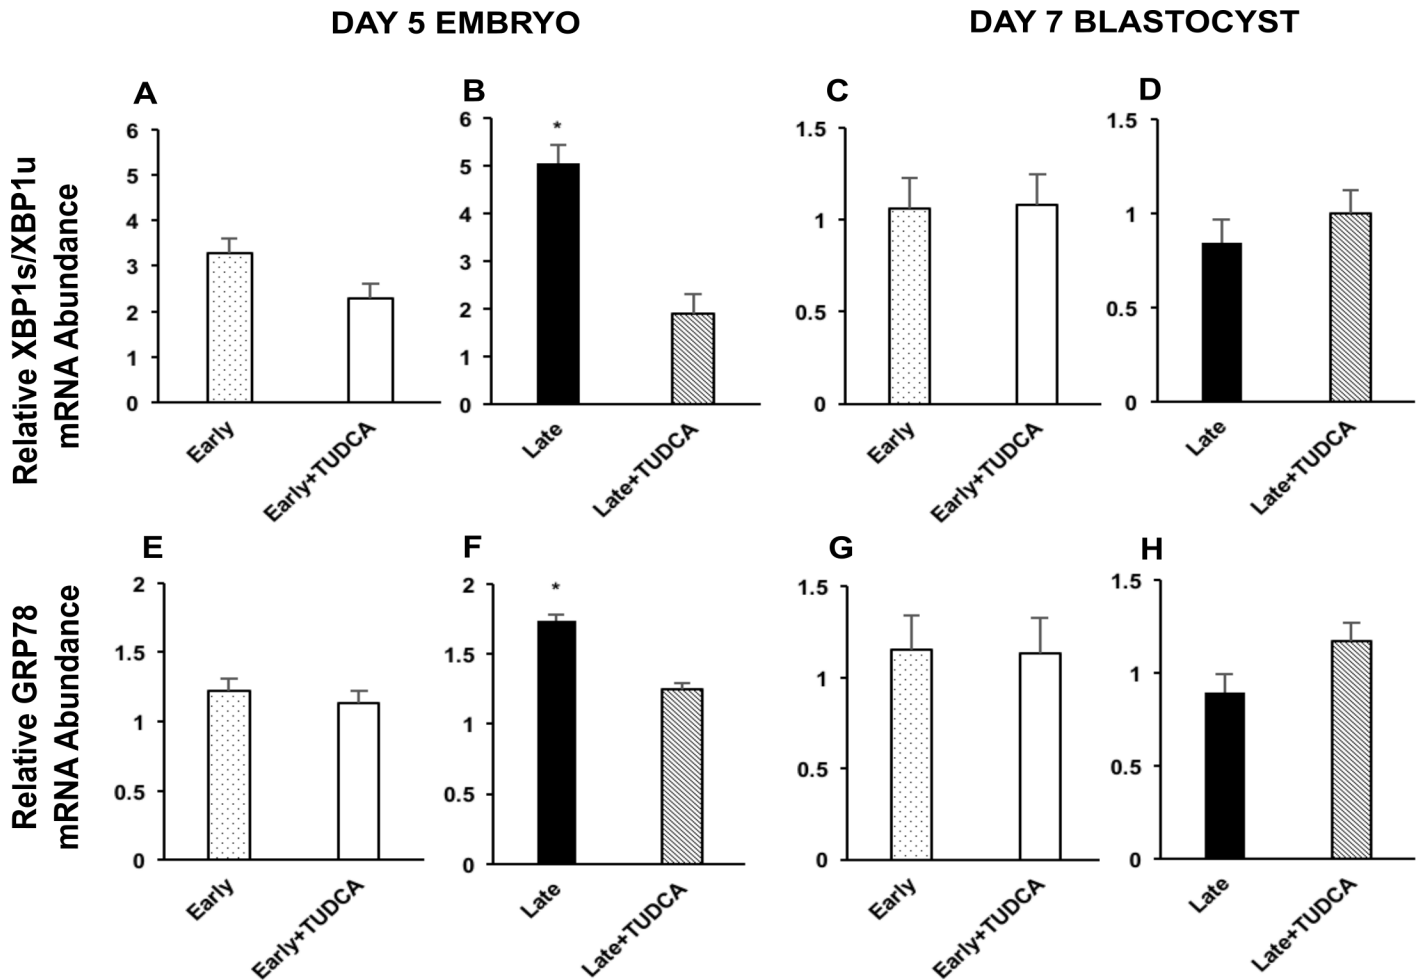 DAY 5 EMBRYO
DAY 7 BLASTOCYST
Relative XBP1s/XBP1u
mRNA Abundance
A
6
5
4
3
2
1
0
Early
Early+TUDCA
B
6
5
4
3
2
1
0
*
Late
Late+TUDCA
C
1.5
1
0.5
0
Early
Early+TUDCA
D
1.5
1
0.5
0
Late
Late+TUDCA
Relative GRP78
mRNA Abundance
E
2
1.5
1
0.5
0
Early
Early+TUDCA
F
2
1.5
1
0.5
0
*
Late
Late+TUDCA
G
1.5
1
0.5
0
Early
Early+TUDCA
H
1.5
1
0.5
0
Late
Late+TUDCA